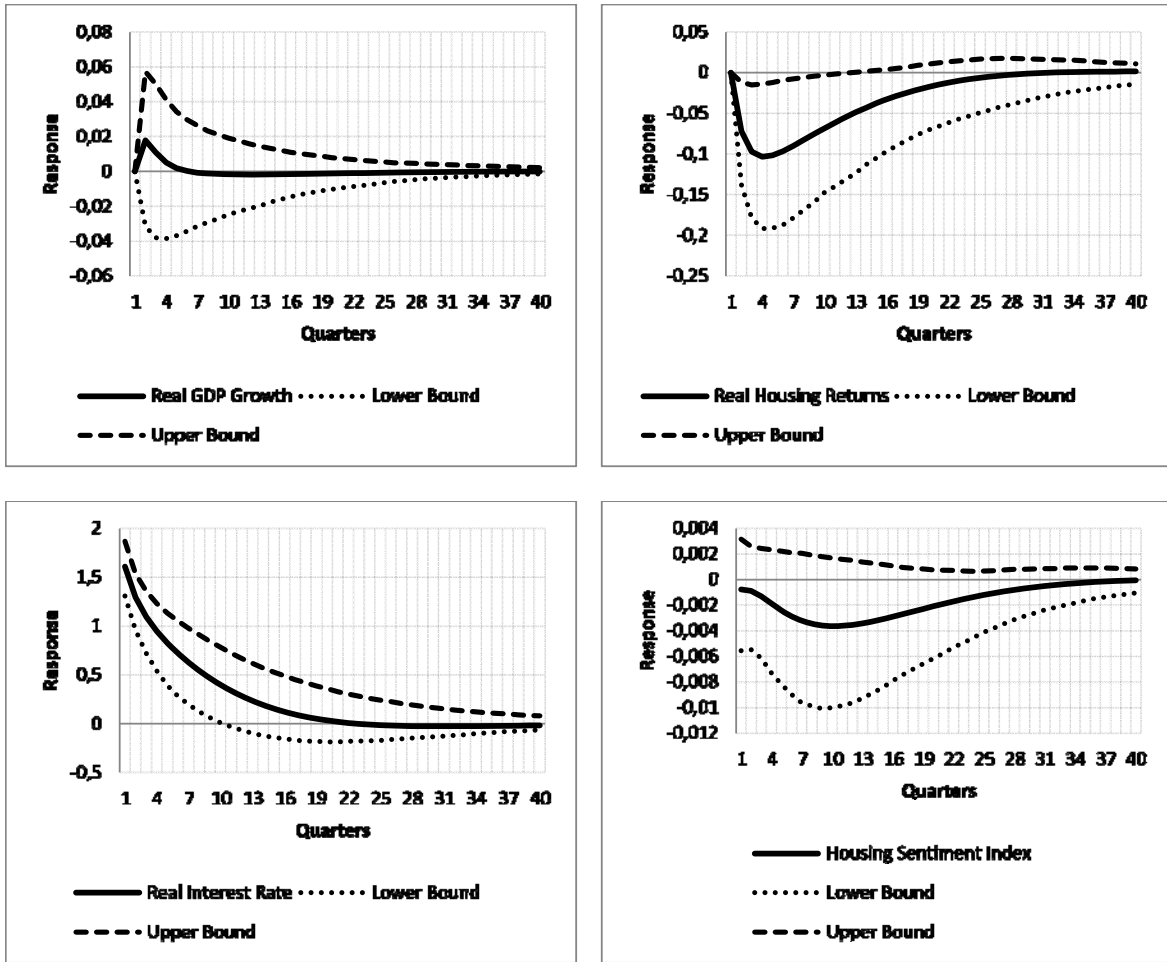 0,08
0,06
0,04
0,02
0
-0,02
-0,04
-0,06
Response
1 4 7 10 13 16 19 22 25 28 31 34 37 40
Quarters
Real GDP Growth Lower Bound
Upper Bound
0,05
0
-0,05
-0,1
-0,15
-0,2
-0,25
Response
1 4 7 10 13 16 19 22 25 28 31 34 37 40
Quarters
Real Housing Returns Lower Bound
Upper Bound
2
1,5
1
0,5
0
-0,5
Response
1 4 7 10 13 16 19 22 25 28 31 34 37 40
Quarters
Real Interest Rate Lower Bound
Upper Bound
0,004
0,002
0
-0,002
-0,004
-0,006
-0,008
-0,01
-0,012
Response
1 4 7 10 13 16 19 22 25 28 31 34 37 40
Quarters
Housing Sentiment Index
Lower Bound
Upper Bound